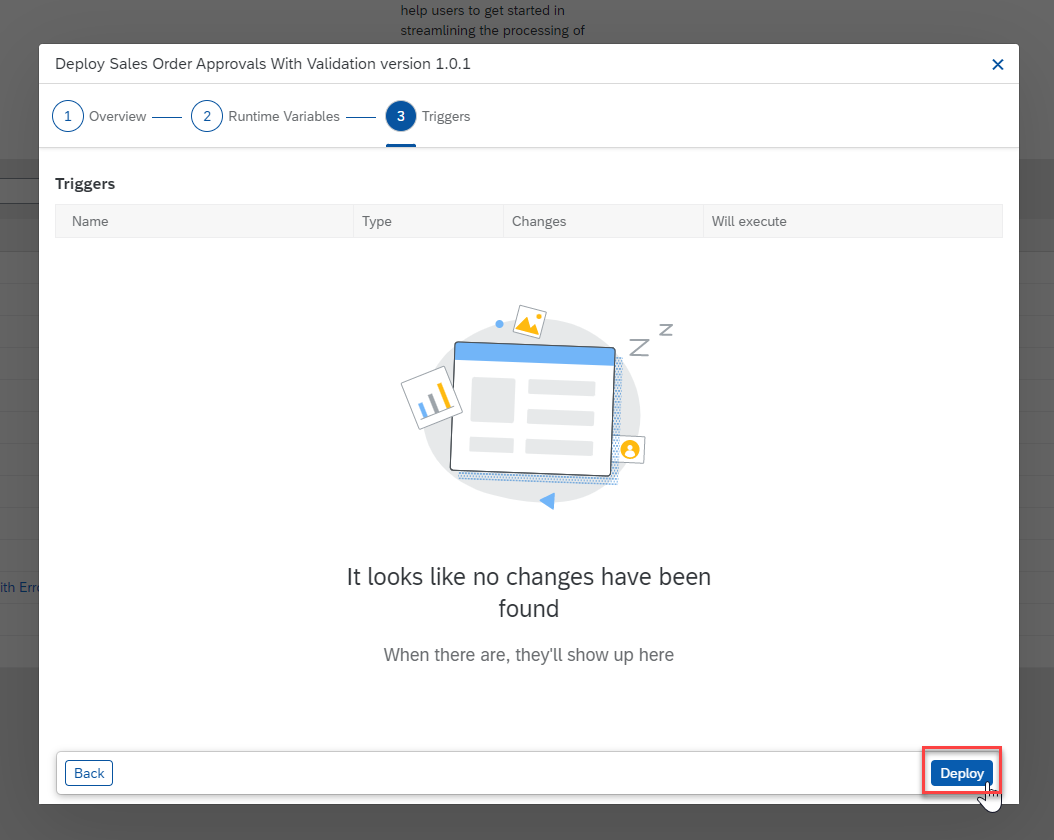 help users to get started in
streamlining the processing of
Deploy Sales Order Approvals With Validation version 1.0.1
1 Overview 2 Runtime Variables 3 Triggers
Triggers
Name Type Changes Will execute
Z Z
It looks like no changes have been
found
ith Erro
When there are, they'll show up here
Back Deploy